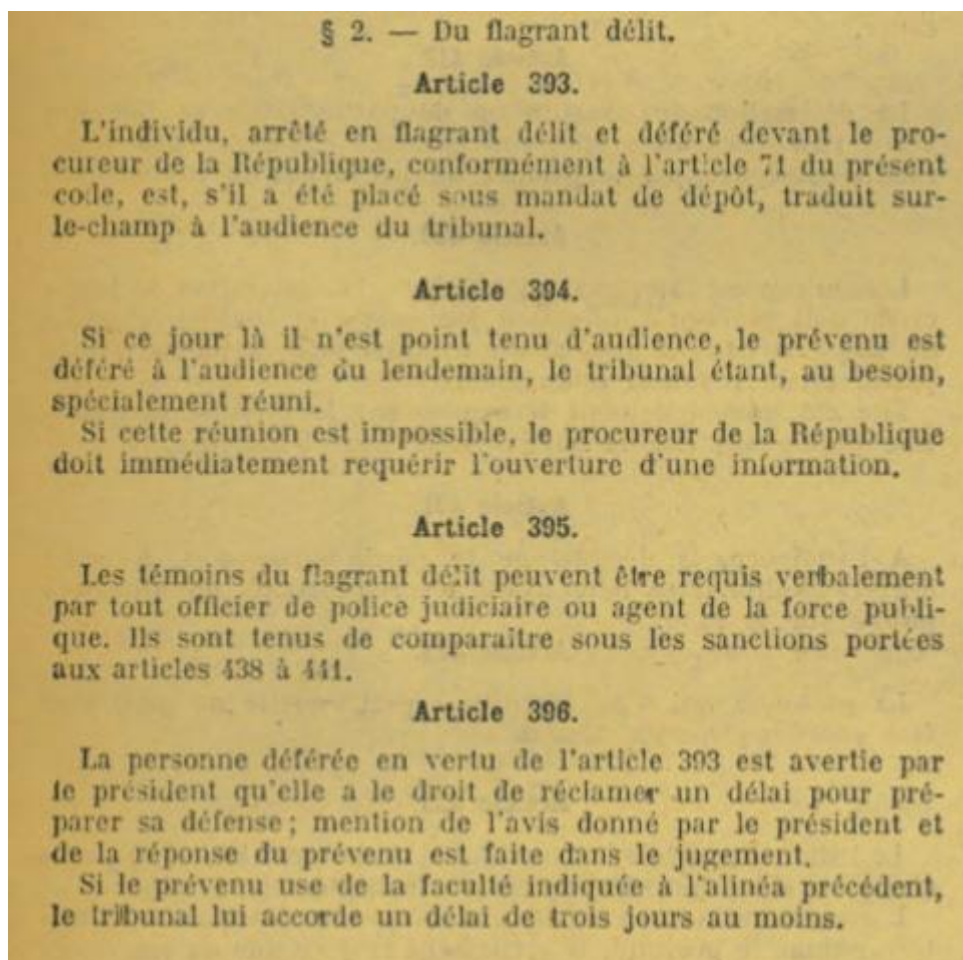 § 2. — Du flagrant délit.
Article 393.
L'individu, arrêté en flagrant délit et déféré devant le pro-
cureur de la République, conformément à l'article 71 du présent
code, est, s'il a été placé sous mandat de dépôt, traduit sur-
le-champ à l'audience du tribunal.
Article 394.
Si ce jour là il n'est point tenu d'audience, le prévenu est
déféré à l'audience du lendemain, le tribunal étant, au besoin,
spécialement réuni.
Si cette réunion est impossible, le procureur de la République
doit immédiatement requérir l'ouverture d'une information.
Article 395.
Les témoins du flagrant délit peuvent être requis verbalement
par tout officier de police judiciaire ou agent de la force publi-
que. Ils sont tenus de comparaître sous les sanctions portées
aux articles 438 à 441.
Article 396.
La personne déférée en vertu de l'article 393 est avertie par
le président qu'elle a le droit de réclamer un délai pour pré-
parer sa défense ; mention de l'avis donné par le président et
de la réponse du prévenu est faite dans le jugement.
Si le prévenu use de la faculté indiquée à l'alinéa précédent,
le tribunal lui accorde un délai de trois jours au moins.